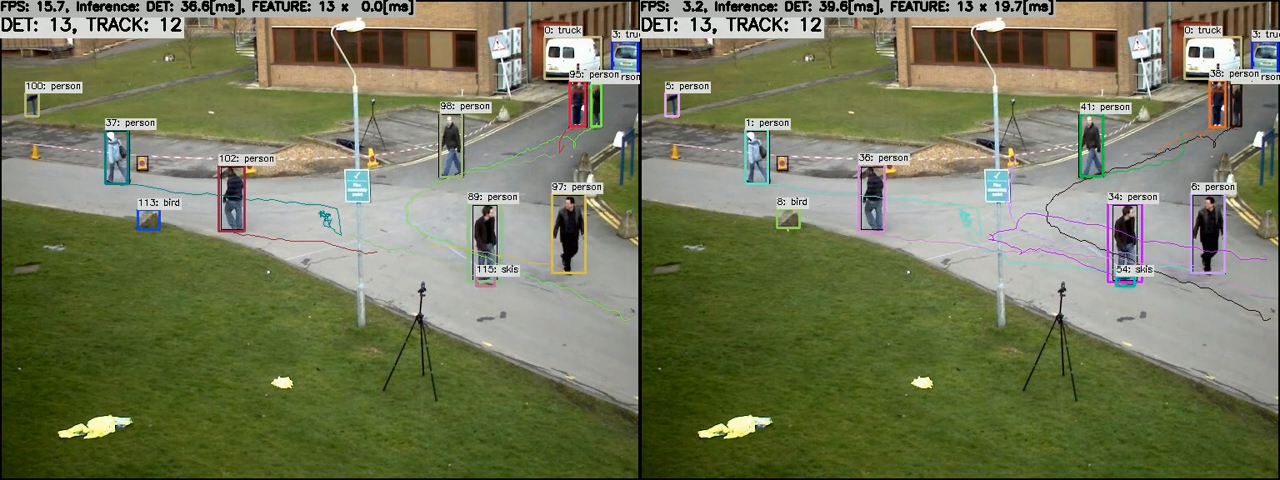 FPS: 15.7, Inference: DET: 36.6[ms], FEATURE: 13 x 0.0[ms]
DET: 13, TRACK: 12
0: truck
3: tru
95: person
rson
100: person
98: person
37: person
102: person
89: person
97: person
113: bird
115: skis
FPS: 3.2, Inference: DET: 39.6[ms], FEATURE: 13 x 19.7[ms]
DET: 13, TRACK: 12
0: truck
3: tru
38: person
rso
5: person
41: person
1: person
36: person
34: person
6: person
8: bird
54: skis